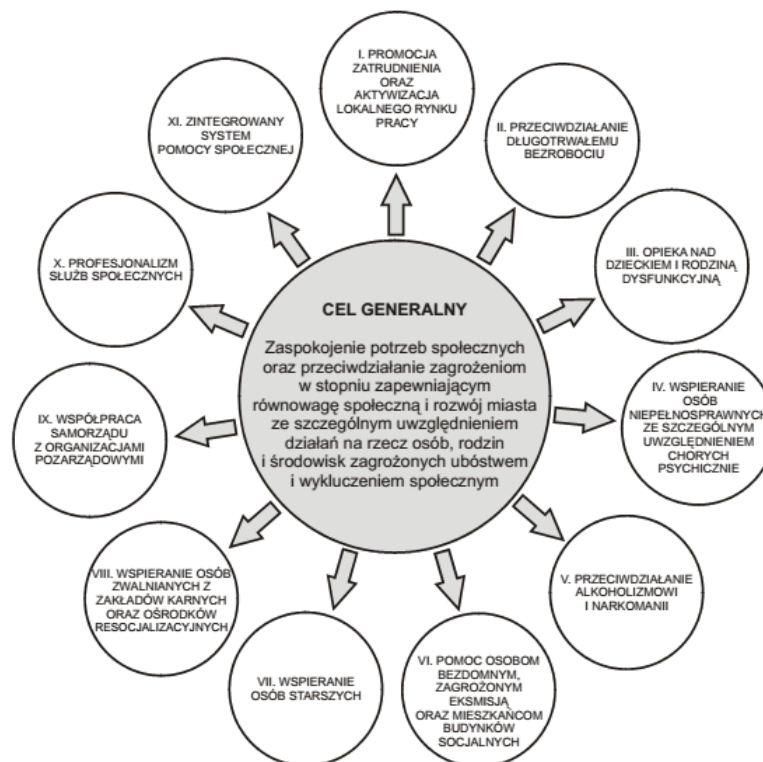 I. PROMOCJA
ZATRUDNIENIA
ORAZ
AKTYWIZACJA
LOKALNEGO RYNKU
PRACY
II. PRZECIWDZIAŁANIE
DŁUGOTRWAŁEMU
BEZROBOCIU
III. OPIEKA NAD
DZIECKIEM I RODZINĄ
DYSFUNKCYJNĄ
IV. WSPIERANIE
OSÓB
NIEPEŁNOSPRAWNYCH
ZE SZCZEGÓLNYM
UWZGLĘDNIENIEM
CHORYCH
PSYCHICZNIE
V. PRZECIWDZIAŁANIE
ALKOHOLIZMOWI
I NARKOMANII
VI. POMOC OSOBOM
BEZDOMNYM,
ZAGROŻONYM
EKSMISJĄ
ORAZ MIESZKAŃCOM
BUDYNKÓW
SOCJALNYCH
VII. WSPIERANIE
OSÓB STARSZYCH
VIII. WSPIERANIE OSÓB
ZWALNIANYCH Z
ZAKŁADÓW KARNYCH
ORAZ OŚRODKÓW
RESOCJALIZACYJNYCH
IX. WSPÓŁPRACA
SAMORZĄDU
Z ORGANIZACJAMI
POZARZĄDOWYMI
X. PROFESJONALIZM
SŁUŻB SPOŁECZNYCH
XI. ZINTEGROWANY
SYSTEM
POMOCY SPOŁECZNEJ
CEL GENERALNY
Zaspokojenie potrzeb społecznych
oraz przeciwdziałanie zagrożeniom
w stopniu zapewniającym
równowagę społeczną i rozwój miasta
ze szczególnym uwzględnieniem
działań na rzecz osób, rodzin
i środowisk zagrożonych ubóstwem
i wykluczeniem społecznym